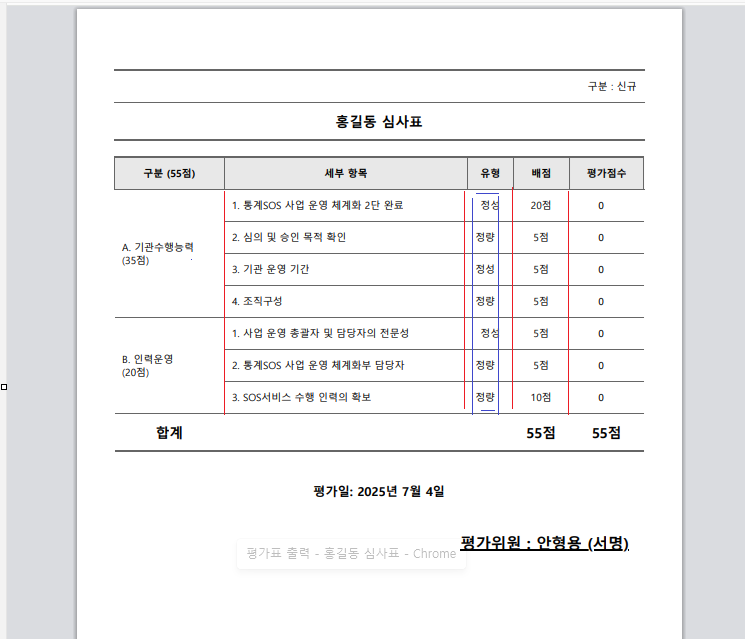 구분 : 신규
홍길동 심사표
구분 (55점) 세부 항목 유형 배점 평가점수
A. 기관수행능력
(35점)
1. 통계SOS 사업 운영 체계화 2단 완료 정성 20점 0
2. 심의 및 승인 목적 확인 정량 5점 0
3. 기관 운영 기간 정성 5점 0
4. 조직구성 정량 5점 0
B. 인력운영
(20점)
1. 사업 운영 총괄자 및 담당자의 전문성 정성 5점 0
2. 통계SOS 사업 운영 체계화부 담당자 정량 5점 0
3. SOS서비스 수행 인력의 확보 정량 10점 0
합계 55점 55점
평가일: 2025년 7월 4일
평가위원 : 안형용 (서명)
평가표 출력 - 홍길동 심사표 - Chrome